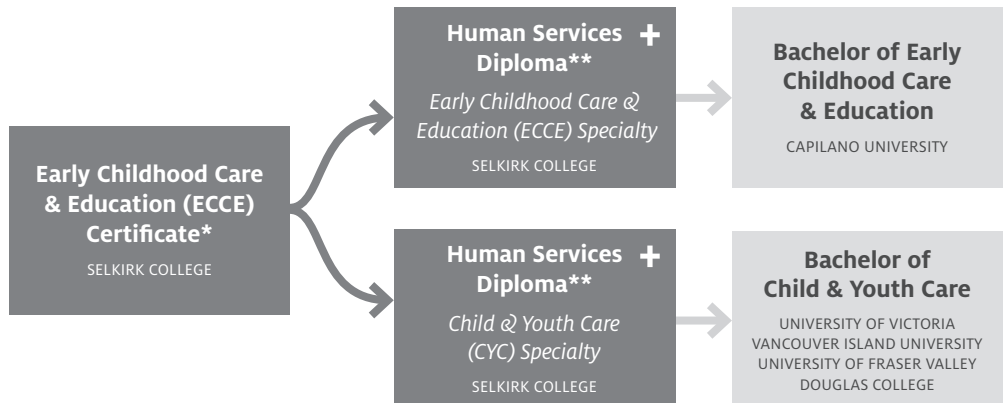 Early Childhood Care
& Education (ECCE)
Certificate*
SELKIRK COLLEGE
Human Services +
Diploma**
Early Childhood Care &
Education (ECCE) Specialty
SELKIRK COLLEGE
Bachelor of Early
Childhood Care
& Education
CAPILANO UNIVERSITY
Human Services +
Diploma**
Child & Youth Care
(CYC) Specialty
SELKIRK COLLEGE
Bachelor of
Child & Youth Care
UNIVERSITY OF VICTORIA
VANCOUVER ISLAND UNIVERSITY
UNIVERSITY OF FRASER VALLEY
DOUGLAS COLLEGE